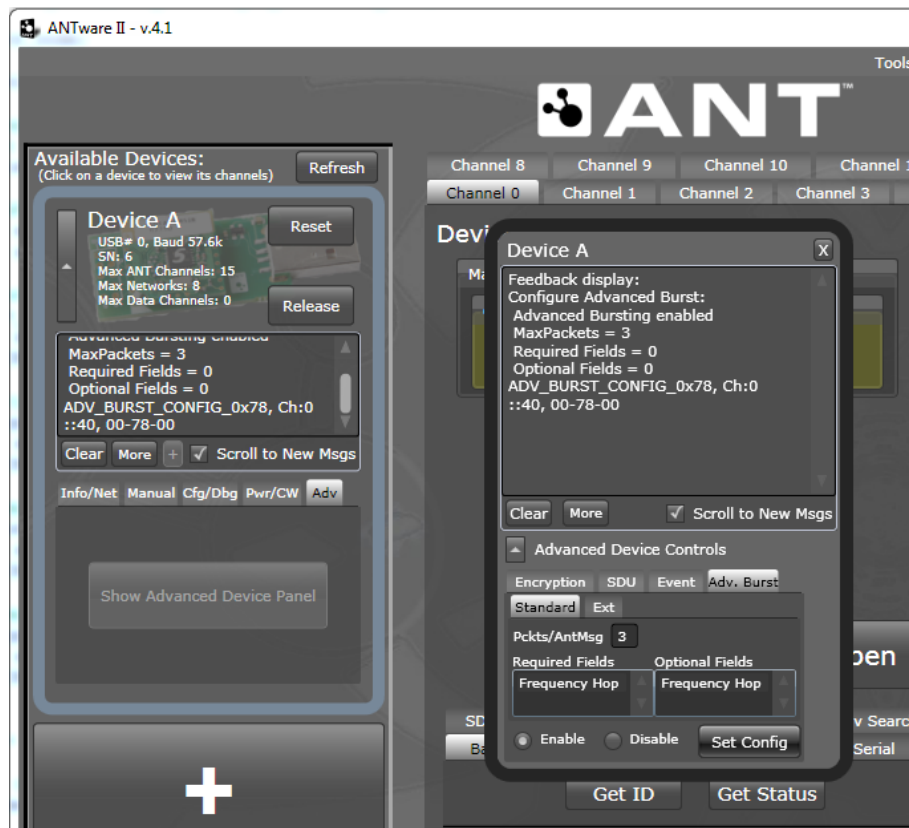 ANTware II - v.4.1
Tools
ANT™
Available Devices:
(Click on a device to view its channels)
Refresh
Device A
USB# 0, Baud 57.6k
SN: 6
Max ANT Channels: 15
Max Networks: 8
Max Data Channels: 0
Reset
Release
Advanced Bursting enabled
MaxPackets = 3
Required Fields = 0
Optional Fields = 0
ADV_BURST_CONFIG_0x78, Ch:0
::40, 00-78-00
Clear More + Scroll to New Msgs
Info/Net Manual Cfg/Dbg Pwr/CW Adv
Show Advanced Device Panel
+
Channel 8 Channel 9 Channel 10 Channel 1
Channel 0 Channel 1 Channel 2 Channel 3
Device A X
Feedback display:
Configure Advanced Burst:
Advanced Bursting enabled
MaxPackets = 3
Required Fields = 0
Optional Fields = 0
ADV_BURST_CONFIG_0x78, Ch:0
::40, 00-78-00
Clear More Scroll to New Msgs
Advanced Device Controls
Encryption SDU Event Adv. Burst
Standard Ext
Pckts/AntMsg 3
Required Fields Optional Fields
Frequency Hop Frequency Hop
Enable Disable Set Config
SD
Serial
Get ID Get Status